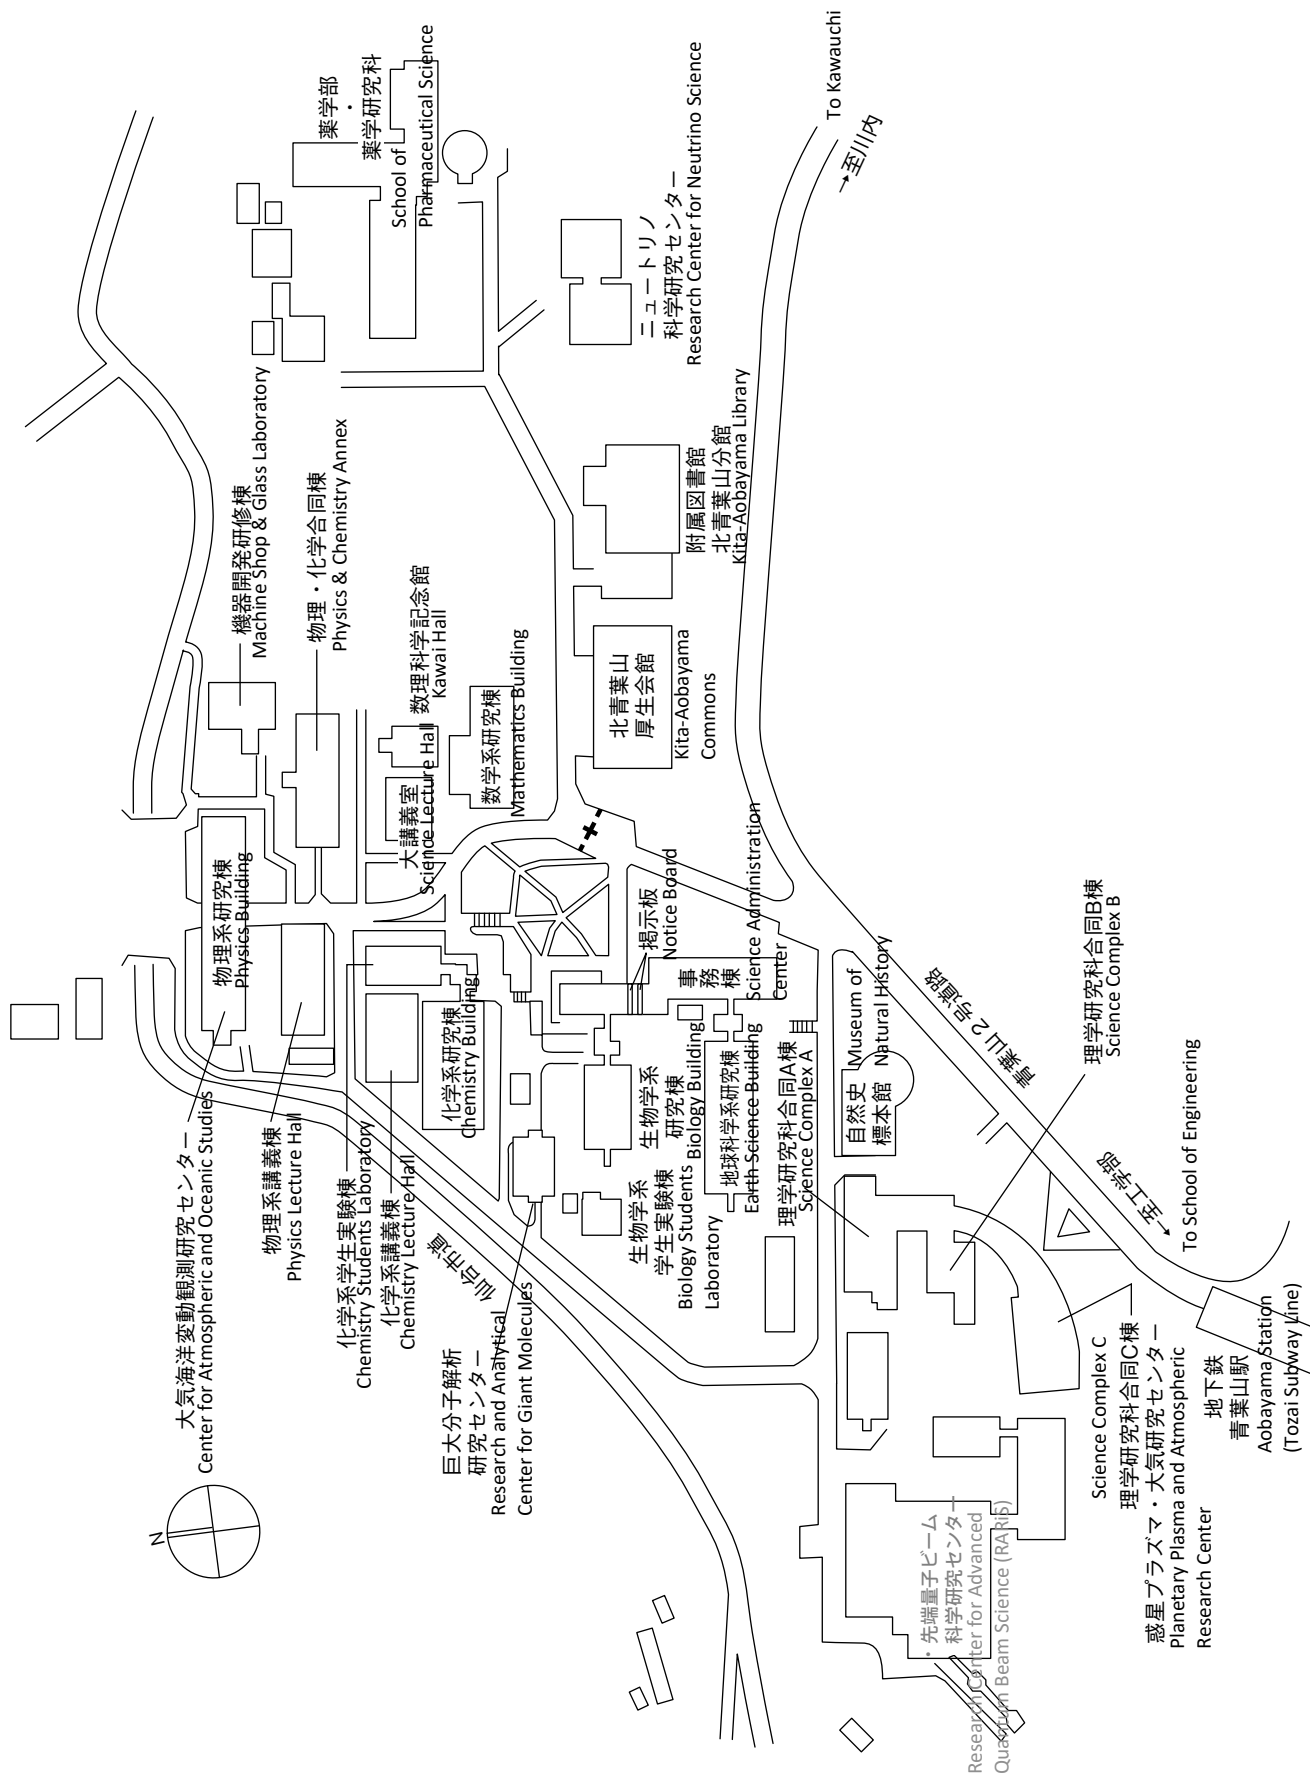 薬学部
・
薬学研究科
School of
Pharmaceutical Science
ニュートリノ
科学研究センター
Research Center for Neutrino Science
To Kawauchi
→至川内
機器開発研修棟
Machine Shop & Glass Laboratory
物理・化学合同棟
Physics & Chemistry Annex
数理科学記念館
Kawai Hall
大講義室
Science Lecture Hall
数学系研究棟
Mathematics Building
附属図書館
北青葉山分館
Kita-Aobayama Library
北青葉山
厚生会館
Kita-Aobayama
Commons
物理系研究棟
Physics Building
大気海洋変動観測研究センター
Center for Atmospheric and Oceanic Studies
物理系講義棟
Physics Lecture Hall
化学系学生実験棟
Chemistry Students Laboratory
化学系講義棟
Chemistry Lecture Hall
化学系研究棟
Chemistry Building
仙台市道
巨大分子解析
研究センター
Research and Analytical
Center for Giant Molecules
掲示板
Notice Board
事務棟
Science Administration
Center
生物学系
研究棟
Biology Building
生物学系
学生実験棟
Biology Students
Laboratory
地球科学系研究棟
Earth Science Building
理学研究科合同A棟
Science Complex A
自然史
標本館
Museum of
Natural History
青葉山2号道路
理学研究科合同B棟
Science Complex B
→至工学部
To School of Engineering
Science Complex C
理学研究科合同C棟
惑星プラズマ・大気研究センター
Planetary Plasma and Atmospheric
Research Center
地下鉄
青葉山駅
Aobayama Station
(Tozai Subway Line)
・先端量子ビーム
科学研究センター
Research Center for Advanced
Quantum Beam Science (RARiS)
N